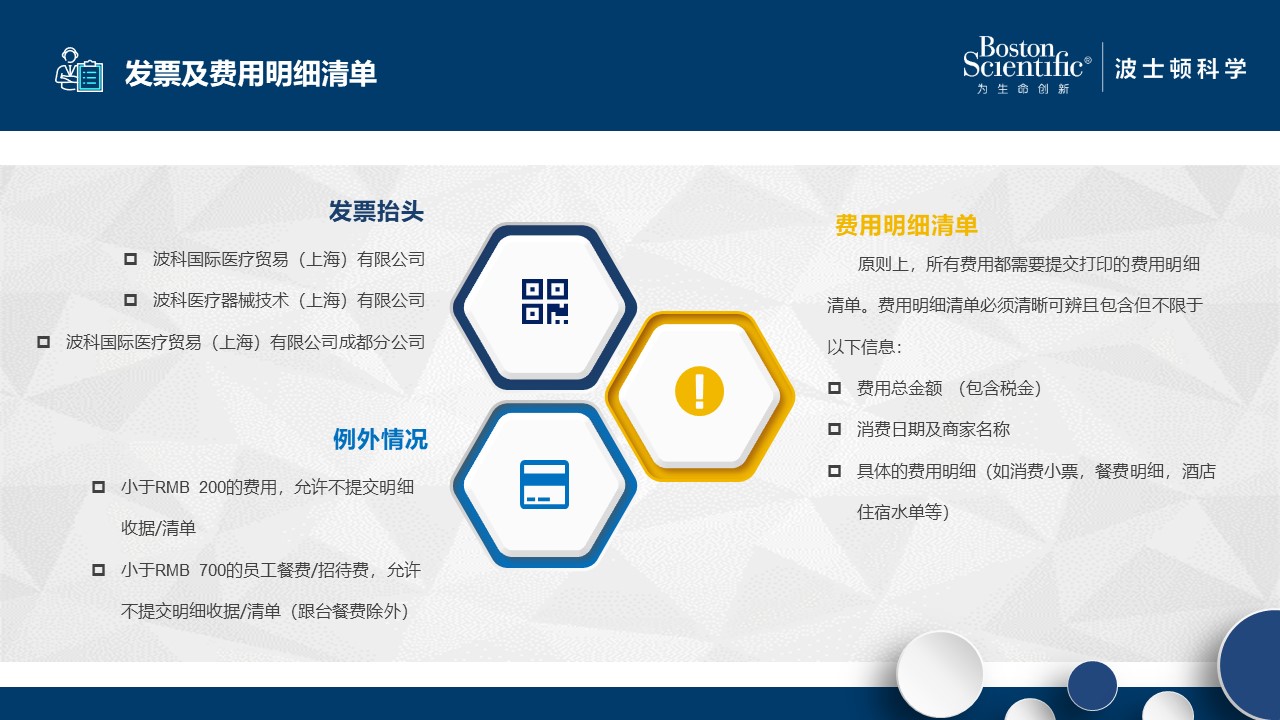 发票及费用明细清单
Boston
Scientific®
为生命创新
波士顿科学
发票抬头
波科国际医疗贸易（上海）有限公司
波科医疗器械技术（上海）有限公司
波科国际医疗贸易（上海）有限公司成都分公司
例外情况
小于RMB 200的费用，允许不提交明细
收据/清单
小于RMB 700的员工餐费/招待费，允许
不提交明细收据/清单（跟台餐费除外）
费用明细清单
原则上，所有费用都需要提交打印的费用明细
清单。费用明细清单必须清晰可辨且包含但不限于
以下信息：
费用总金额 （包含税金）
消费日期及商家名称
具体的费用明细（如消费小票，餐费明细，酒店
住宿水单等）